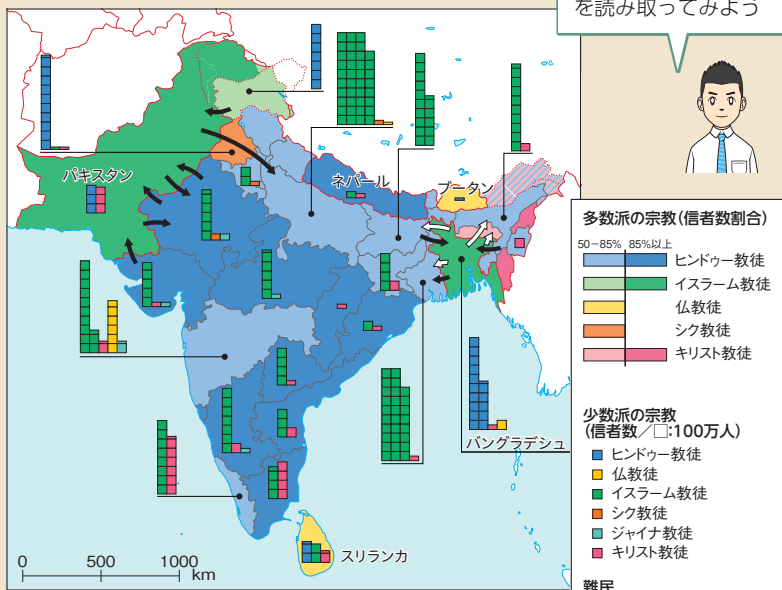 を読み取ってみよう
パキスタン
ネパール
ブータン
バングラデシュ
スリランカ
0 500 1000
km
多数派の宗教(信者数割合)
50−85% 85%以上
ヒンドゥー教徒
イスラーム教徒
仏教徒
シク教徒
キリスト教徒
少数派の宗教
(信者数/□:100万人)
ヒンドゥー教徒
仏教徒
イスラーム教徒
シク教徒
ジャイナ教徒
キリスト教徒
難民